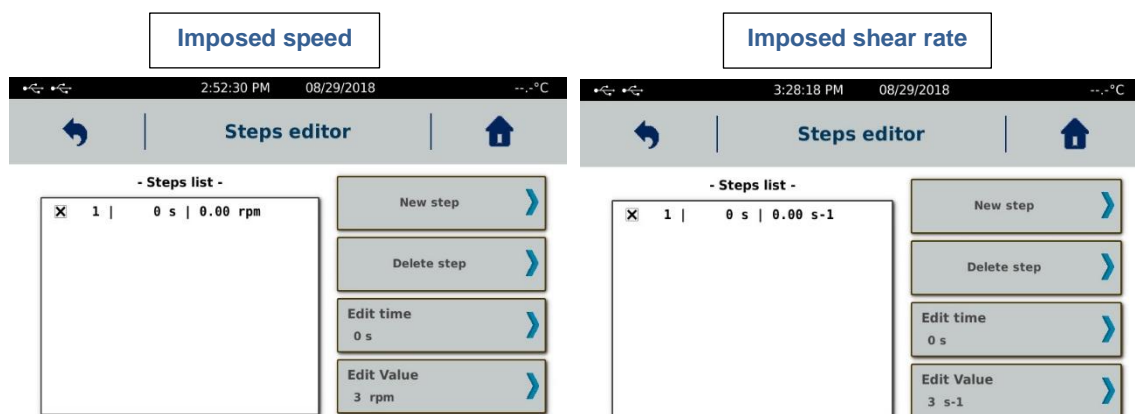 Imposed speed
2:52:30 PM 08/29/2018 --.-°C
Steps editor
- Steps list -
1 | 0 s | 0.00 rpm
New step
Delete step
Edit time
0 s
Edit Value
3 rpm
Imposed shear rate
3:28:18 PM 08/29/2018 --.-°C
Steps editor
- Steps list -
1 | 0 s | 0.00 s-1
New step
Delete step
Edit time
0 s
Edit Value
3 s-1